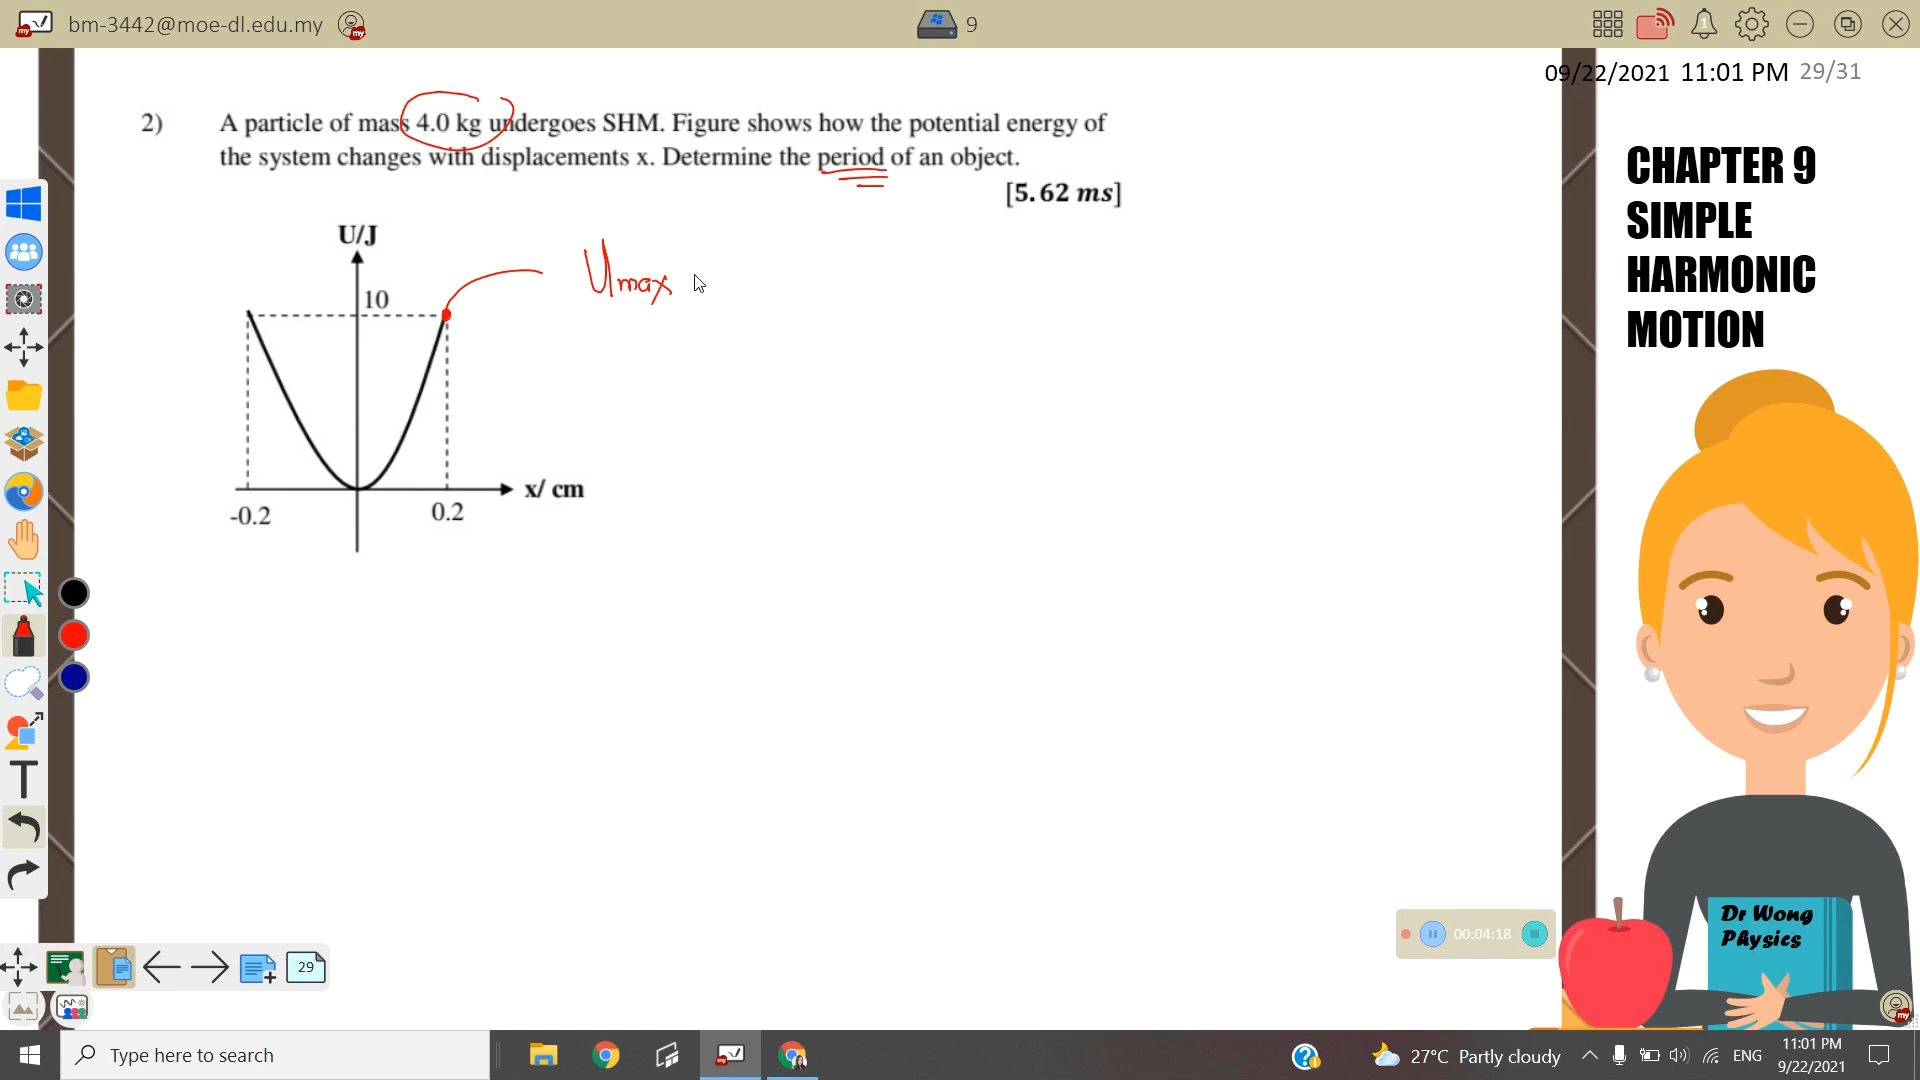 bm-3442@moe-dl.edu.my
my
my
9
1
09/22/2021 11:01 PM 29/31
2) A particle of mass 4.0 kg undergoes SHM. Figure shows how the potential energy of
the system changes with displacements x. Determine the period of an object.
[5.62 ms]
U/J
10
Umax
x/ cm
-0.2
0.2
CHAPTER 9
SIMPLE
HARMONIC
MOTION
T
Dr Wong
Physics
00:04:18
29
my
Type here to search
27°C Partly cloudy
ENG
11:01 PM
9/22/2021